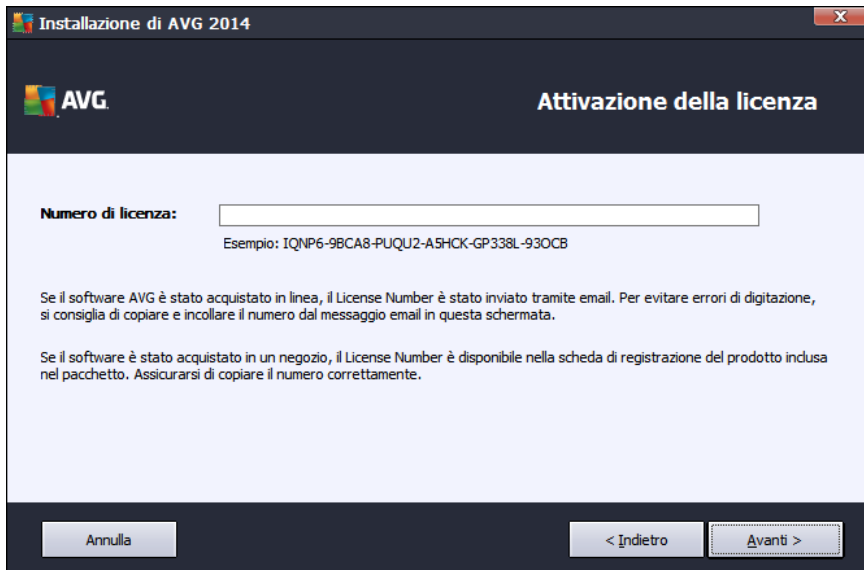 Installazione di AVG 2014
AVG.
Attivazione della licenza
Numero di licenza:
Esempio: IQNP6-9BCA8-PUQU2-A5HCK-GP338L-93OCB
Se il software AVG è stato acquistato in linea, il License Number è stato inviato tramite email. Per evitare errori di digitazione,
si consiglia di copiare e incollare il numero dal messaggio email in questa schermata.
Se il software è stato acquistato in un negozio, il License Number è disponibile nella scheda di registrazione del prodotto inclusa
nel pacchetto. Assicurarsi di copiare il numero correttamente.
Annulla
< Indietro
Avanti >